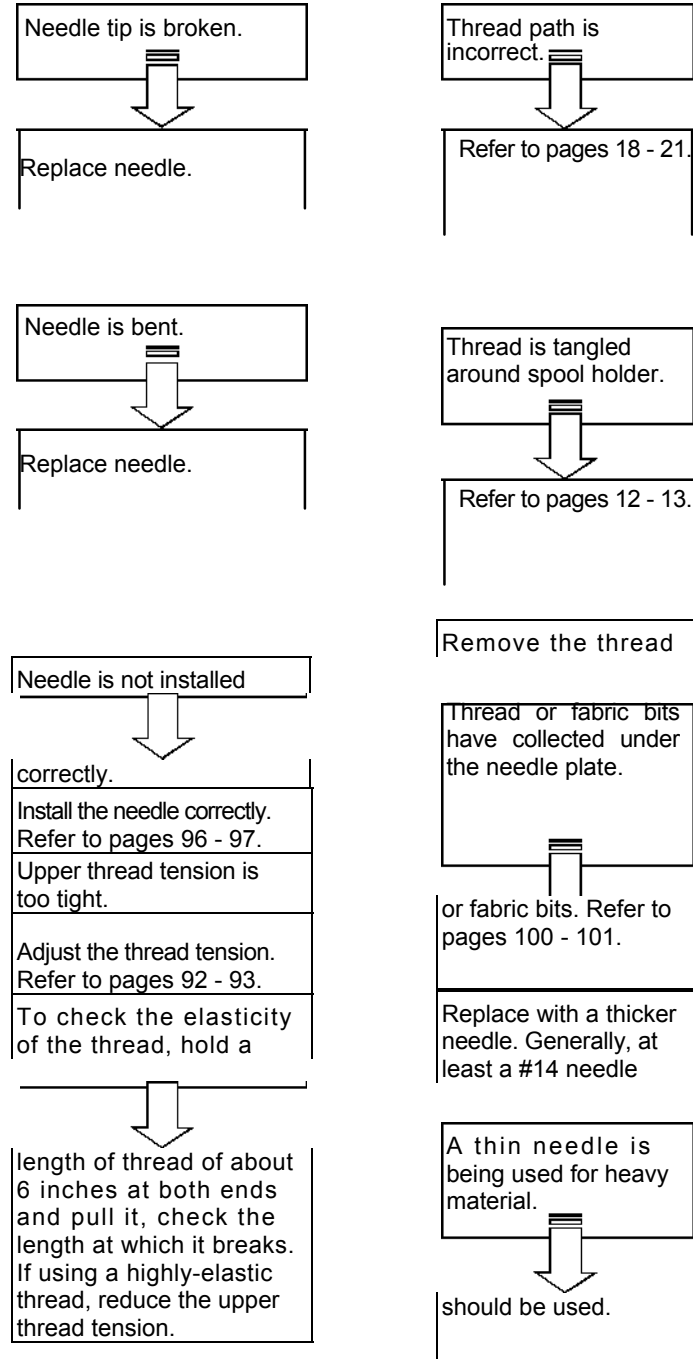 Needle tip is broken.
Replace needle.
Needle is bent.
Replace needle.
Needle is not installed
correctly.
Install the needle correctly.
Refer to pages 96 - 97.
Upper thread tension is
too tight.
Adjust the thread tension.
Refer to pages 92 - 93.
To check the elasticity
of the thread, hold a
length of thread of about
6 inches at both ends
and pull it, check the
length at which it breaks.
If using a highly-elastic
thread, reduce the upper
thread tension.
Thread path is
incorrect.
Refer to pages 18 - 21.
Thread is tangled
around spool holder.
Refer to pages 12 - 13.
Remove the thread
Thread or fabric bits
have collected under
the needle plate.
or fabric bits. Refer to
pages 100 - 101.
Replace with a thicker
needle. Generally, at
least a #14 needle
A thin needle is
being used for heavy
material.
should be used.